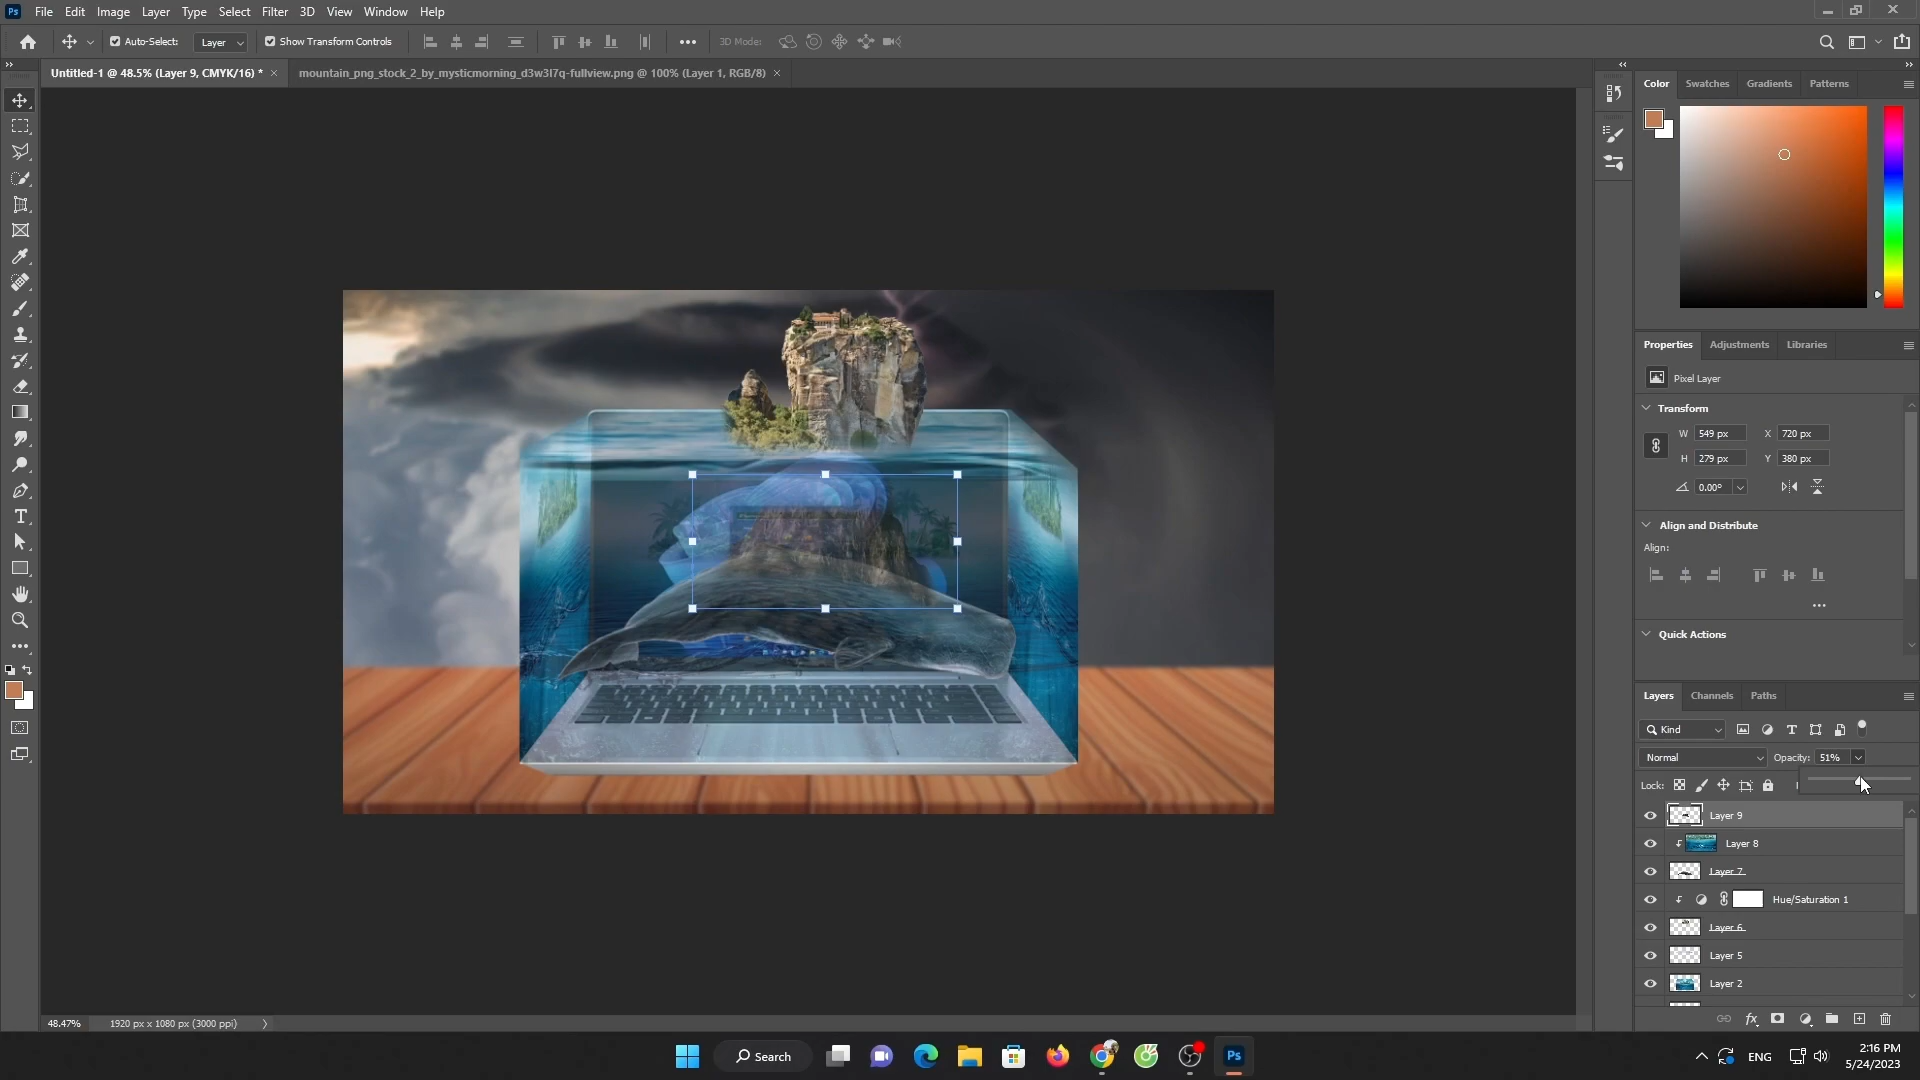 Ps File Edit Image Layer Type Select Filter 3D View Window Help
Auto-Select: Layer Show Transform Controls 3D Mode:
Untitled-1 @ 48.5% (Layer 9, CMYK/16) * mountain_png_stock_2_by_mysticmorning_d3w3l7q-fullview.png @ 100% (Layer 1, RGB/8)
Color Swatches Gradients Patterns
Properties Adjustments Libraries
Pixel Layer
Transform
W 549 px X 720 px
H 279 px Y 380 px
0.00°
Align and Distribute
Align:
Quick Actions
Layers Channels Paths
Kind
Normal Opacity: 51%
Lock:
Layer 9
Layer 8
Layer 7
Hue/Saturation 1
Layer 6
Layer 5
Layer 2
48.47% 1920 px x 1080 px (3000 ppi)
Search Ps ENG 2:16 PM
5/24/2023